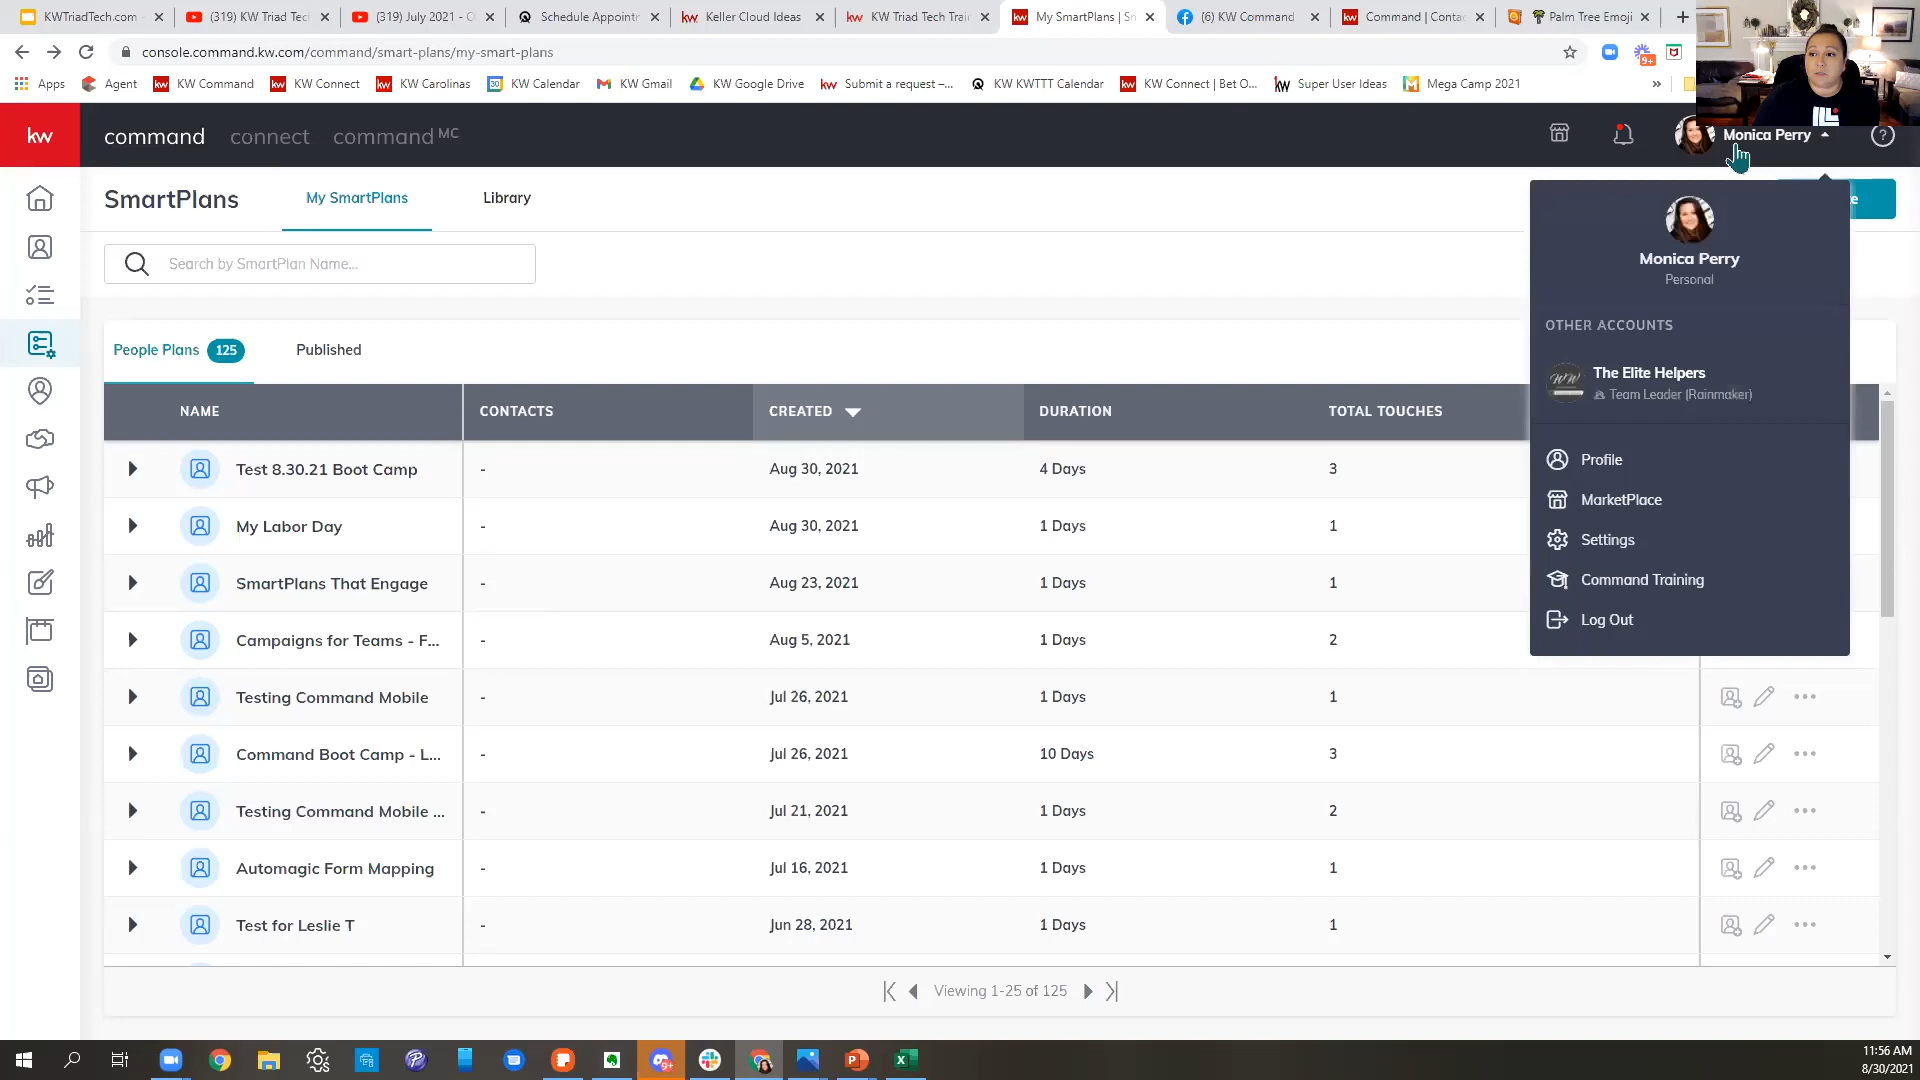 KWTriadTech.com -
(319) KW Triad Tec
(319) July 2021 - C
Schedule Appointr
Keller Cloud Ideas
KW Triad Tech Trai
My SmartPlans | Sn
(6) KW Command
Command | Contac
Palm Tree Emoji
console.command.kw.com/command/smart-plans/my-smart-plans
9+
Apps
Agent
KW Command
KW Connect
KW Carolinas
KW Calendar
KW Gmail
KW Google Drive
Submit a request –...
KW KWTTT Calendar
KW Connect | Bet O...
Super User Ideas
Mega Camp 2021
»
kw
command
connect
command MC
Monica Perry
?
SmartPlans
My SmartPlans
Library
Search by SmartPlan Name...
Monica Perry
Personal
OTHER ACCOUNTS
The Elite Helpers
Team Leader (Rainmaker)
Profile
MarketPlace
Settings
Command Training
Log Out
People Plans 125
Published
NAME CONTACTS CREATED DURATION TOTAL TOUCHES
Test 8.30.21 Boot Camp - Aug 30, 2021 4 Days 3
My Labor Day - Aug 30, 2021 1 Days 1
SmartPlans That Engage - Aug 23, 2021 1 Days 1
Campaigns for Teams - F... - Aug 5, 2021 1 Days 2
Testing Command Mobile - Jul 26, 2021 1 Days 1
Command Boot Camp - L... - Jul 26, 2021 10 Days 3
Testing Command Mobile ... - Jul 21, 2021 1 Days 2
Automagic Form Mapping - Jul 16, 2021 1 Days 1
Test for Leslie T - Jun 28, 2021 1 Days 1
Viewing 1-25 of 125
9+
11:56 AM
8/30/2021